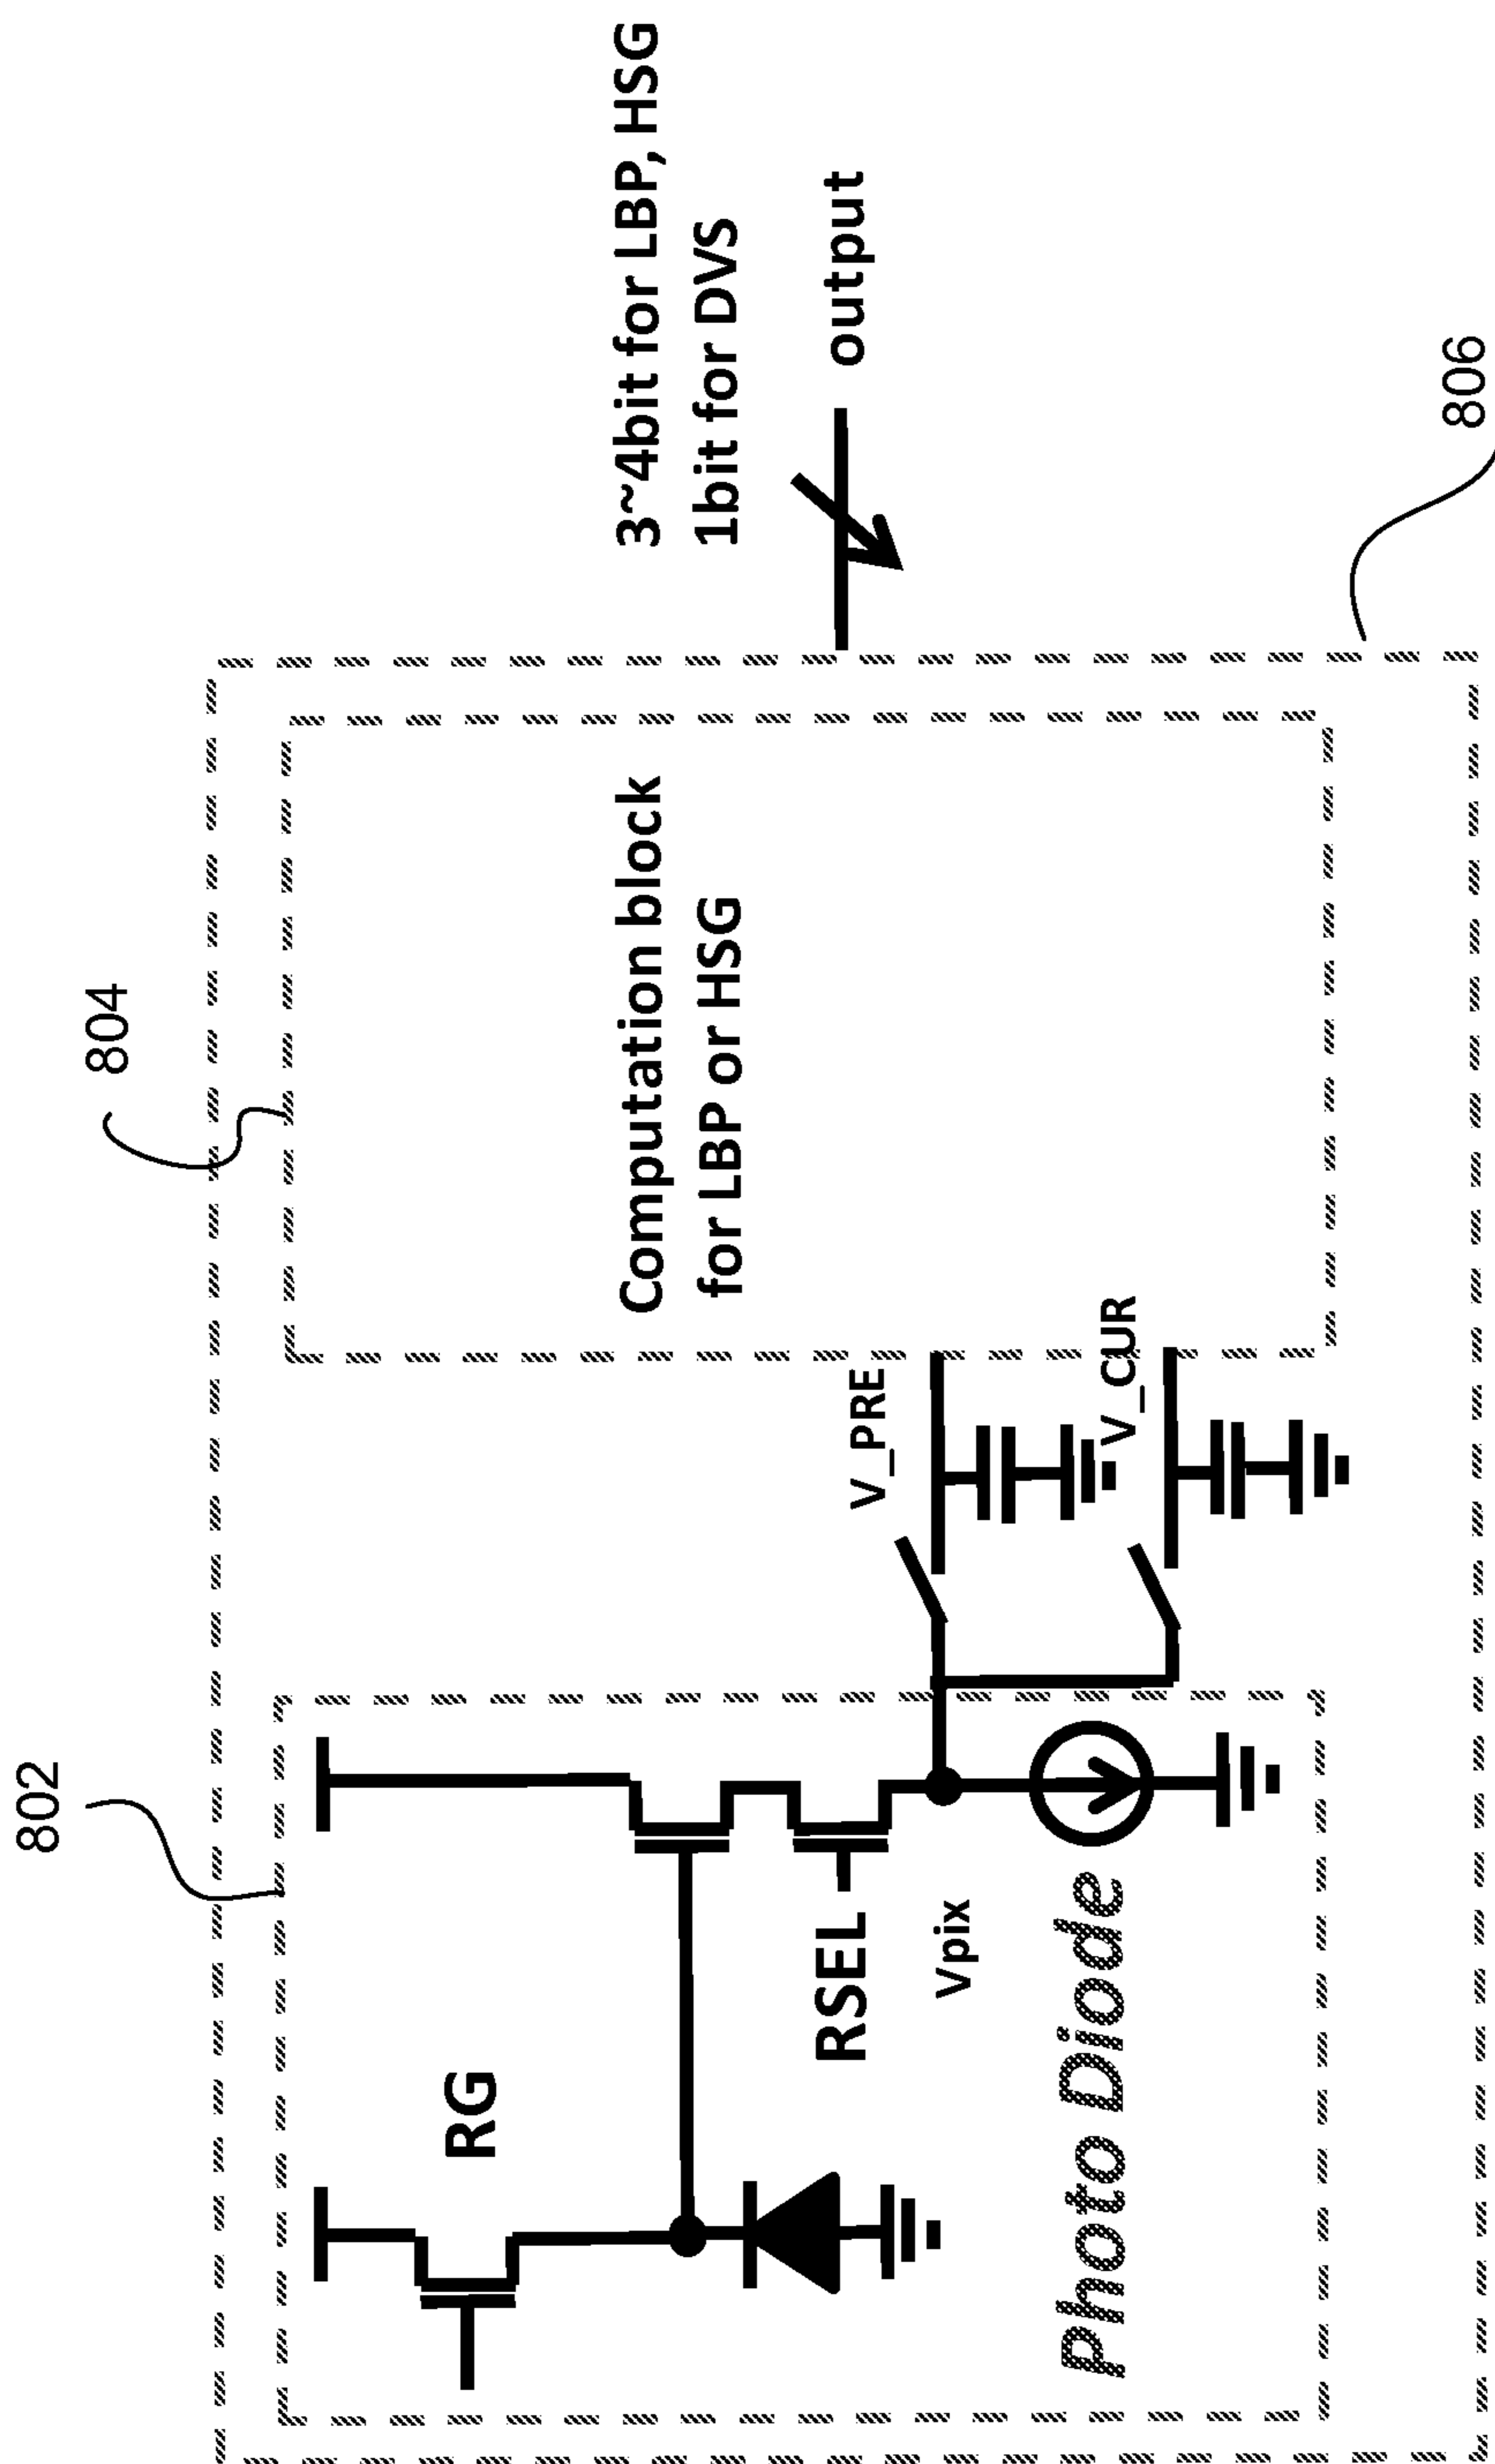 802
804
806
RG
RSEL
Vpix
Photo Diode
V_PRE
V_CUR
Computation block
for LBP or HSG
3~4bit for LBP, HSG
1bit for DVS
output